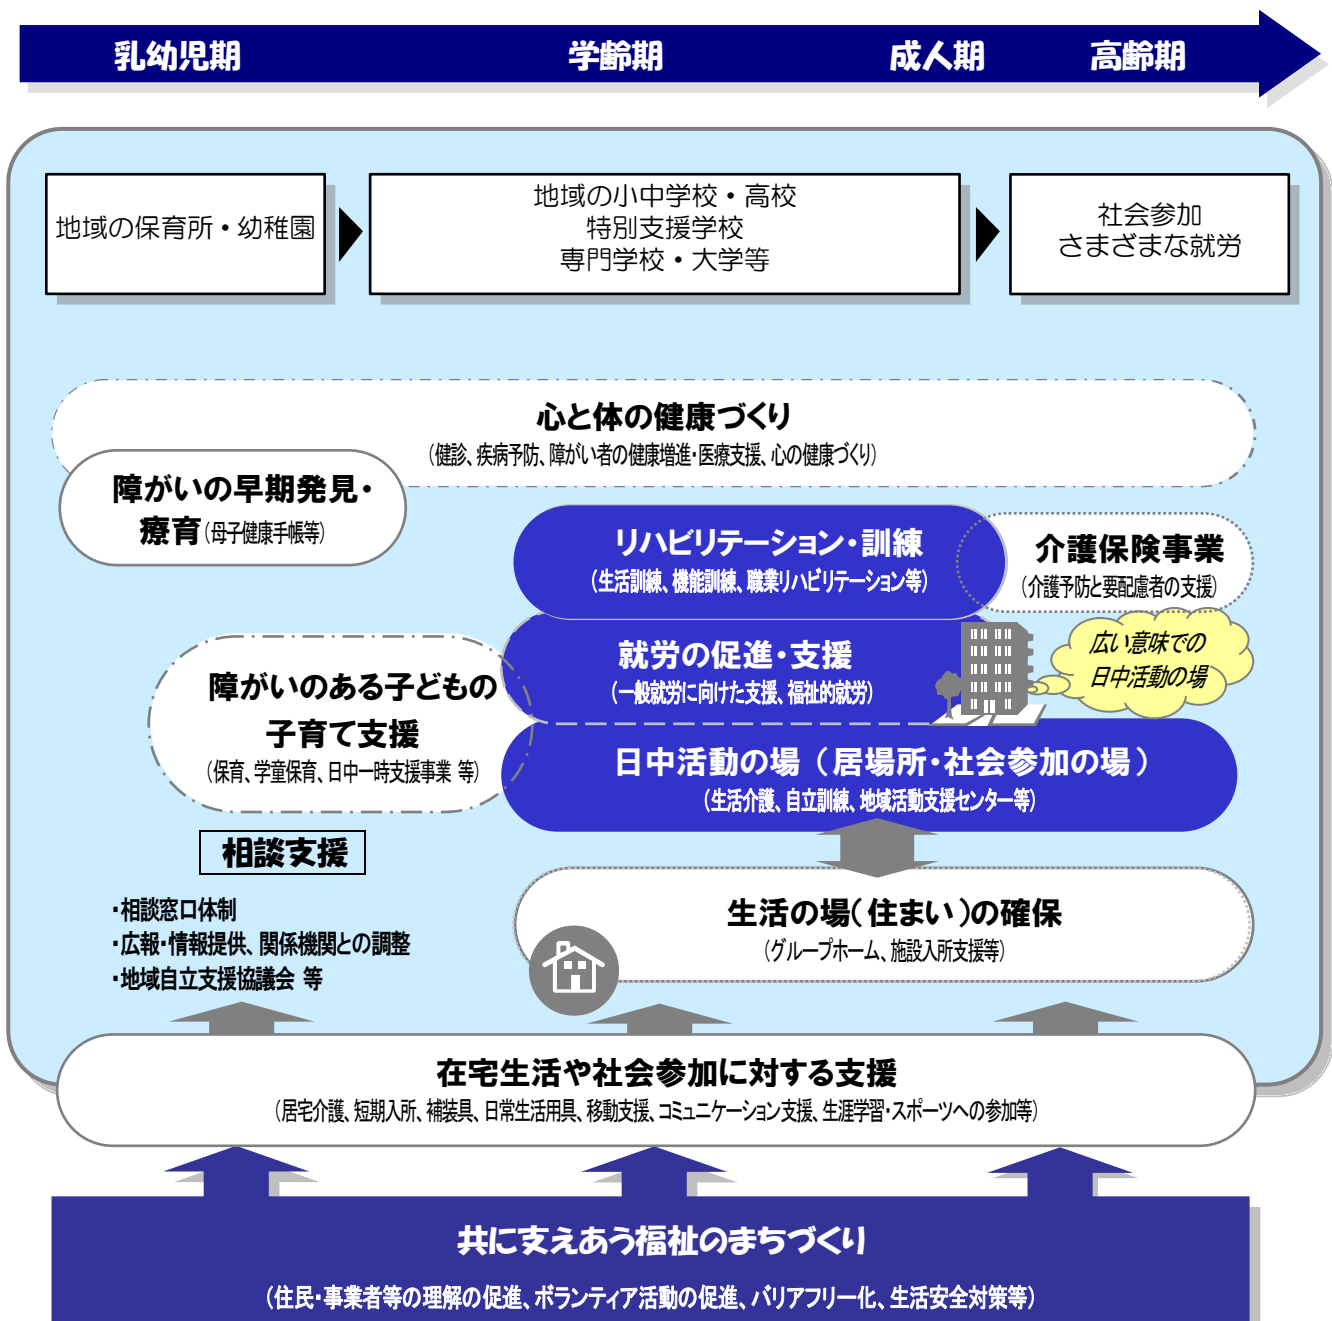 乳幼児期 学齢期 成人期 高齢期
地域の保育所・幼稚園
地域の小中学校・高校
特別支援学校
専門学校・大学等
社会参加
さまざまな就労
心と体の健康づくり
(健診、疾病予防、障がい者の健康増進・医療支援、心の健康づくり)
障がいの早期発見・
療育(母子健康手帳等)
リハビリテーション・訓練
(生活訓練、機能訓練、職業リハビリテーション等)
介護保険事業
(介護予防と要配慮者の支援)
就労の促進・支援
(一般就労に向けた支援、福祉的就労)
広い意味での
日中活動の場
障がいのある子どもの
子育て支援
(保育、学童保育、日中一時支援事業 等)
日中活動の場(居場所・社会参加の場)
(生活介護、自立訓練、地域活動支援センター等)
相談支援
・相談窓口体制
・広報・情報提供、関係機関との調整
・地域自立支援協議会 等
生活の場(住まい)の確保
(グループホーム、施設入所支援等)
在宅生活や社会参加に対する支援
(居宅介護、短期入所、補装具、日常生活用具、移動支援、コミュニケーション支援、生涯学習・スポーツへの参加等)
共に支えあう福祉のまちづくり
(住民・事業者等の理解の促進、ボランティア活動の促進、バリアフリー化、生活安全対策等)